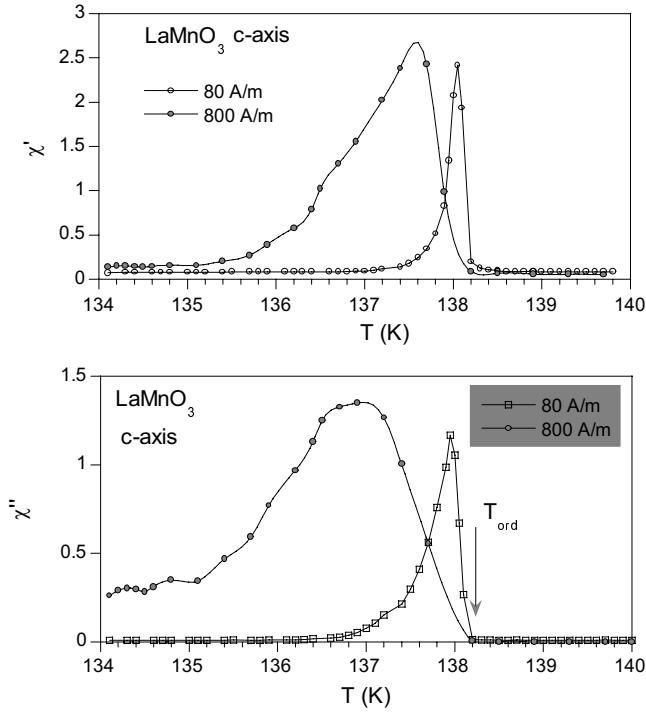 3
2.5
2
1.5
1
0.5
0
χ'
LaMnO3 c-axis
80 A/m
800 A/m
134 135 136 137 138 139 140
T (K)
1.5
1
0.5
0
χ''
LaMnO3
c-axis
80 A/m
800 A/m
Tord
134 135 136 137 138 139 140
T (K)